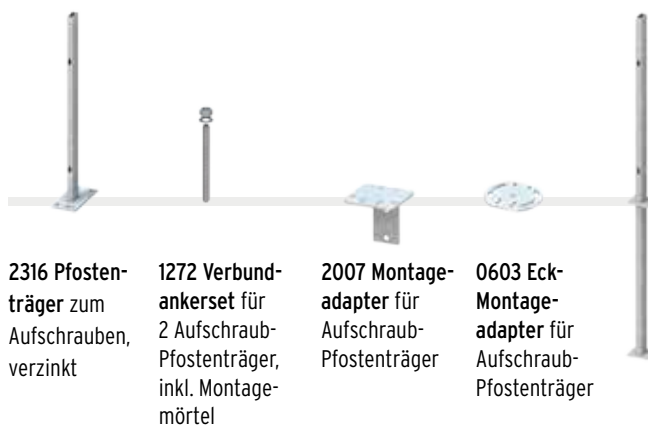 2316 Pfosten-
träger zum
Aufschrauben,
verzinkt
1272 Verbund-
ankerset für
2 Aufschraub-
Pfostenträger,
inkl. Montage-
mörtel
2007 Montage-
adapter für
Aufschraub-
Pfostenträger
0603 Eck-
Montage-
adapter für
Aufschraub-
Pfostenträger